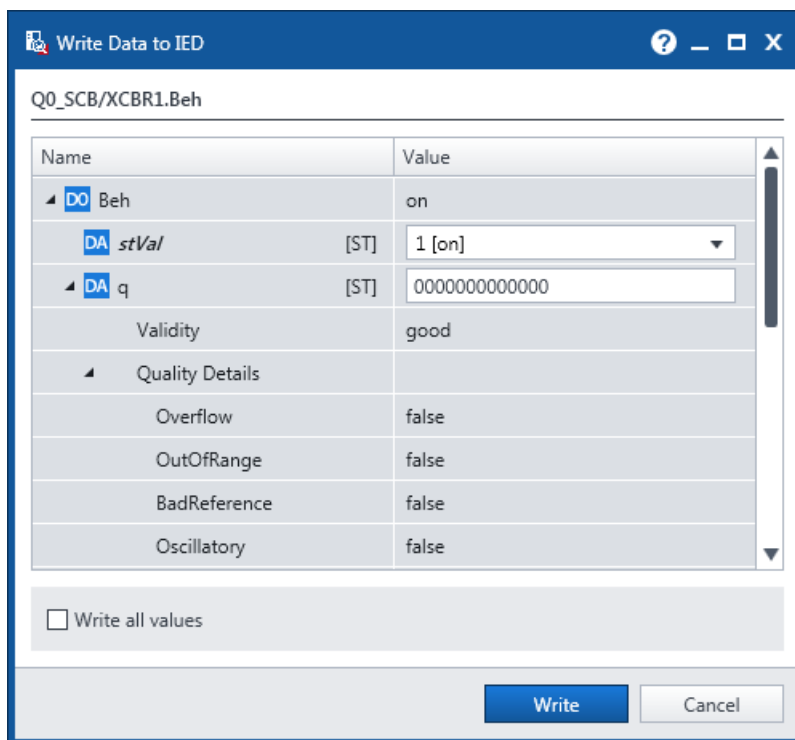 Write Data to IED
Q0_SCB/XCBR1.Beh
Name Value
DO Beh on
DA stVal [ST] 1 [on]
DA q [ST] 0000000000000
Validity good
Quality Details
Overflow false
OutOfRange false
BadReference false
Oscillatory false
Write all values
Write Cancel